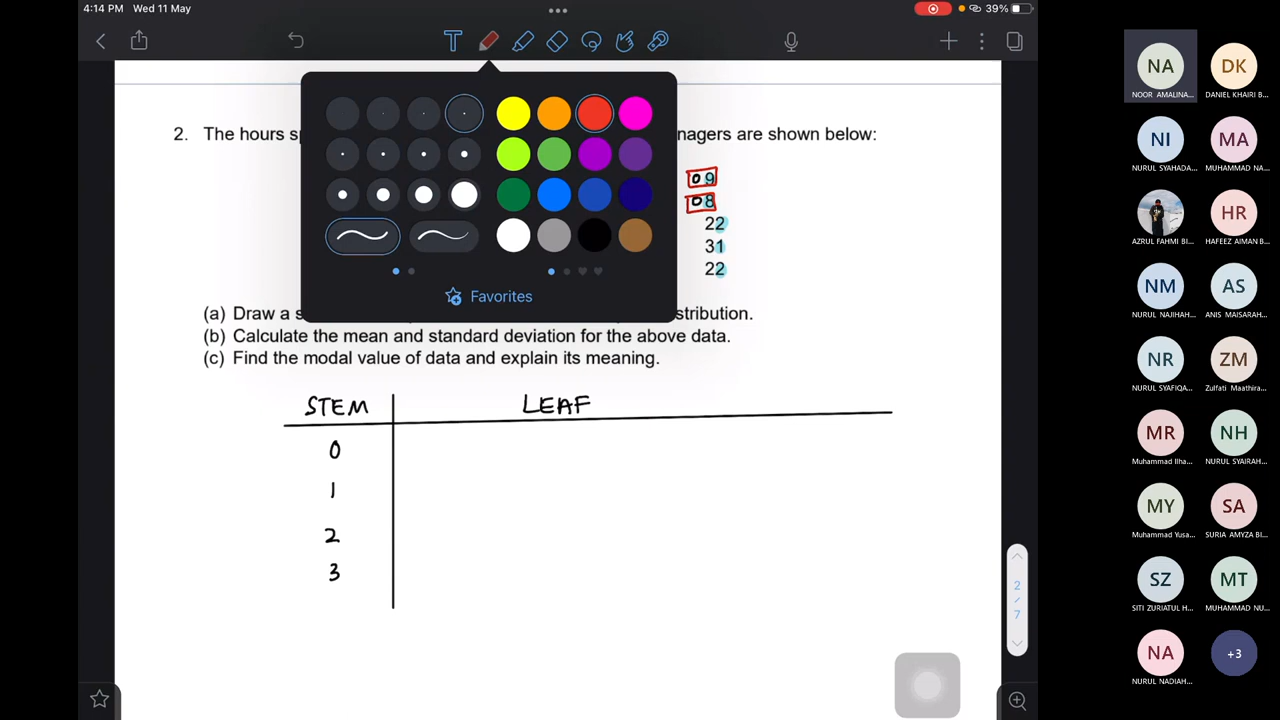 4:14 PM Wed 11 May
39%
T
2. The hours s
nagers are shown below:
09
08
22
31
22
Favorites
(a) Draw a s
stribution.
(b) Calculate the mean and standard deviation for the above data.
(c) Find the modal value of data and explain its meaning.
STEM LEAF
0
1
2
3
2
7
NA DK
NOOR AMALINA... DANIEL KHAIRI B...
NI MA
NURUL SYAHADA... MUHAMMAD NA...
HR
AZRUL FAHMI BI... HAFEEZ AIMAN B...
NM AS
NURUL NAJIHAH... ANIS MAISARAH...
NR ZM
NURUL SYAFIQA... Zulfati Maathira...
MR NH
Muhammad Ilha... NURUL SYAIRAH...
MY SA
Muhammad Yusa... SURIA AMYZA BI...
SZ MT
SITI ZURIATUL H... MUHAMMAD NU...
NA +3
NURUL NADIAH...